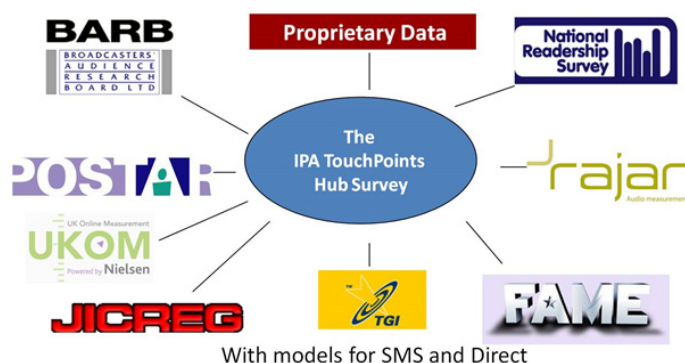 BARB
BROADCASTERS'
AUDIENCE
RESEARCH
BOARD LTD
Proprietary Data
National
Readership
Survey
The
IPA TouchPoints
Hub Survey
POSTAR
rajar
Audio measurement
UK Online Measurement
UKOM
Powered by Nielsen
JICREG
TM
TGI
FAME
With models for SMS and Direct